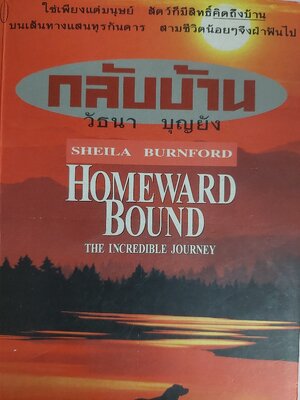 ใช่เพียงแต่มนุษย์ สัตว์ก็มีสิทธิ์คิดถึงบ้าน
บนเส้นทางแสนทุรกันดาร สามชีวิตน้อยๆจึงฝ่าฟันไป
กลับบ้าน
วัธนา บุญยัง
SHEILA BURNFORD
HOMEWARD
BOUND
THE INCREDIBLE JOURNEY